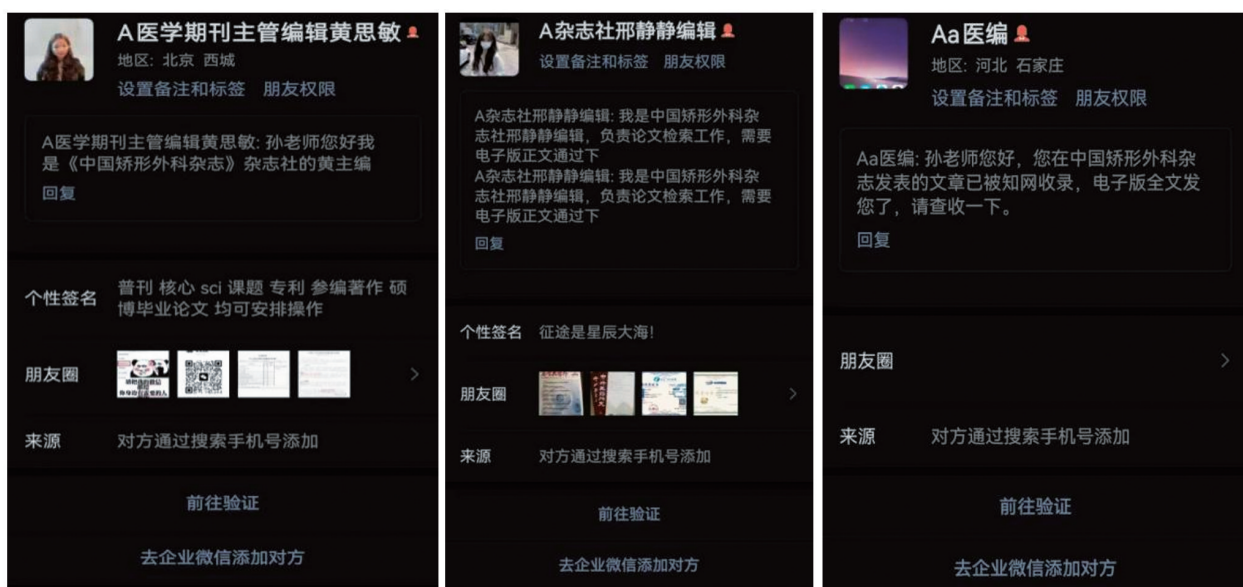 A医学期刊主管编辑黄思敏
地区: 北京 西城
设置备注和标签 朋友权限
A医学期刊主管编辑黄思敏: 孙老师您好我
是《中国矫形外科杂志》杂志社的黄主编
回复
个性签名
普刊 核心 sci 课题 专利 参编著作 硕
博毕业论文 均可安排操作
朋友圈
来源
对方通过搜索手机号添加
前往验证
去企业微信添加对方
A杂志社邢静静编辑
设置备注和标签 朋友权限
A杂志社邢静静编辑: 我是中国矫形外科杂
志社邢静静编辑，负责论文检索工作，需要
电子版正文通过下
A杂志社邢静静编辑: 我是中国矫形外科杂
志社邢静静编辑，负责论文检索工作，需要
电子版正文通过下
回复
个性签名 征途是星辰大海!
朋友圈
来源 对方通过搜索手机号添加
前往验证
去企业微信添加对方
Aa医编
地区: 河北 石家庄
设置备注和标签 朋友权限
Aa医编: 孙老师您好，您在中国矫形外科杂
志发表的文章已被知网收录，电子版全文发
您了，请查收一下。
回复
朋友圈
来源 对方通过搜索手机号添加
前往验证
去企业微信添加对方